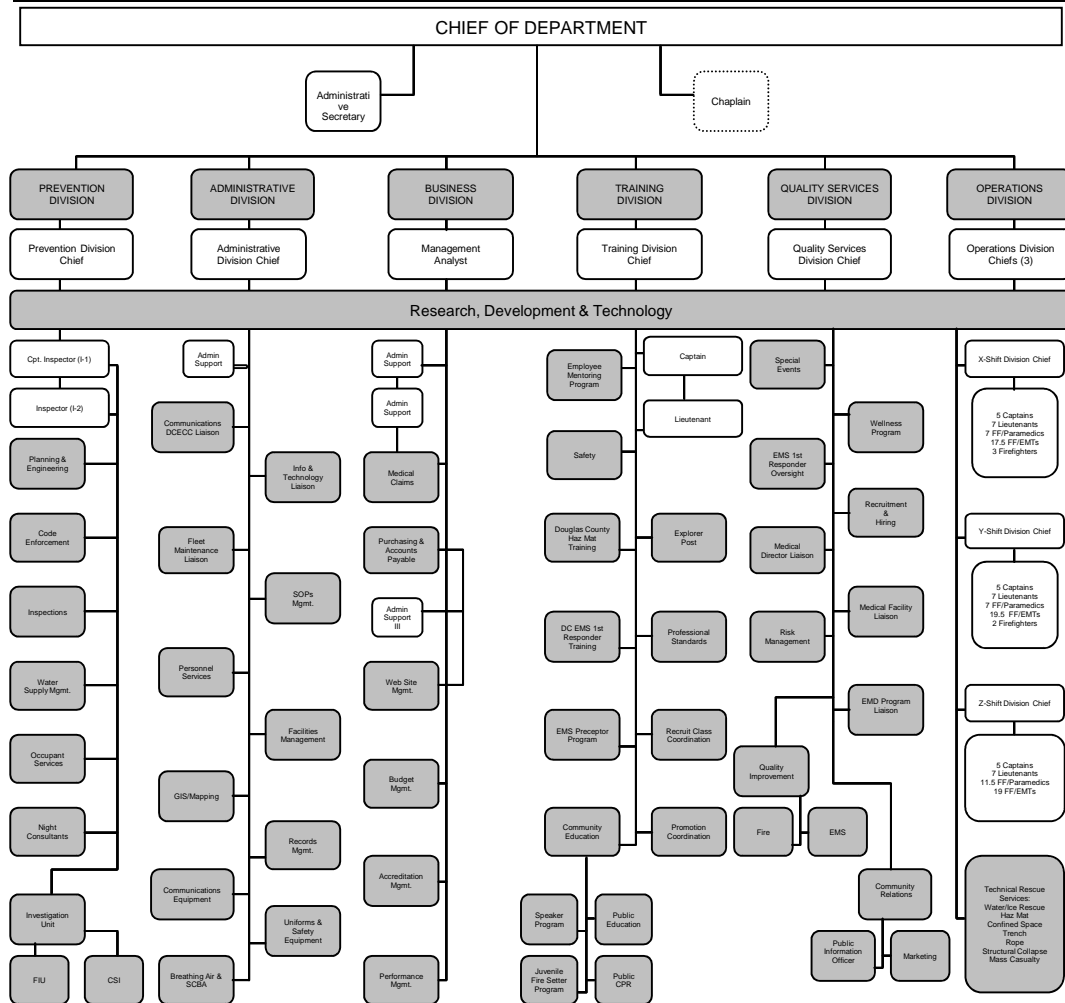 CHIEF OF DEPARTMENT
Administrati
ve
Secretary
Chaplain
PREVENTION
DIVISION
ADMINISTRATIVE
DIVISION
BUSINESS
DIVISION
TRAINING
DIVISION
QUALITY SERVICES
DIVISION
OPERATIONS
DIVISION
Prevention Division
Chief
Administrative
Division Chief
Management
Analyst
Training Division
Chief
Quality Services
Division Chief
Operations Division
Chiefs (3)
Research, Development & Technology
Cpt. Inspector (I-1)
Inspector (I-2)
Planning &
Engineering
Code
Enforcement
Inspections
Water
Supply Mgmt.
Occupant
Services
Night
Consultants
Investigation
Unit
FIU
CSI
Admin
Support
Communications
DCECC Liaison
Info &
Technology
Liaison
Fleet
Maintenance
Liaison
SOPs
Mgmt.
Personnel
Services
Facilities
Management
GIS/Mapping
Records
Mgmt.
Communications
Equipment
Uniforms &
Safety
Equipment
Breathing Air &
SCBA
Admin
Support
Admin
Support
Medical
Claims
Purchasing &
Accounts
Payable
Admin
Support
III
Web Site
Mgmt.
Budget
Mgmt.
Accreditation
Mgmt.
Performance
Mgmt.
Employee
Mentoring
Program
Captain
Lieutenant
Safety
Douglas County
Haz Mat
Training
Explorer
Post
DC EMS 1st
Responder
Training
Professional
Standards
EMS Preceptor
Program
Recruit Class
Coordination
Community
Education
Promotion
Coordination
Speaker
Program
Public
Education
Juvenile
Fire Setter
Program
Public
CPR
Special
Events
Wellness
Program
EMS 1st
Responder
Oversight
Recruitment
&
Hiring
Medical
Director Liaison
Medical Facility
Liaison
Risk
Management
EMD Program
Liaison
Quality
Improvement
Fire
EMS
Community
Relations
Public
Information
Officer
Marketing
X-Shift Division Chief
5 Captains
7 Lieutenants
7 FF/Paramedics
17.5 FF/EMTs
3 Firefighters
Y-Shift Division Chief
5 Captains
7 Lieutenants
7 FF/Paramedics
19.5 FF/EMTs
2 Firefighters
Z-Shift Division Chief
5 Captains
7 Lieutenants
11.5 FF/Paramedics
19 FF/EMTs
Technical Rescue
Services:
Water/Ice Rescue
Haz Mat
Confined Space
Trench
Rope
Structural Collapse
Mass Casualty